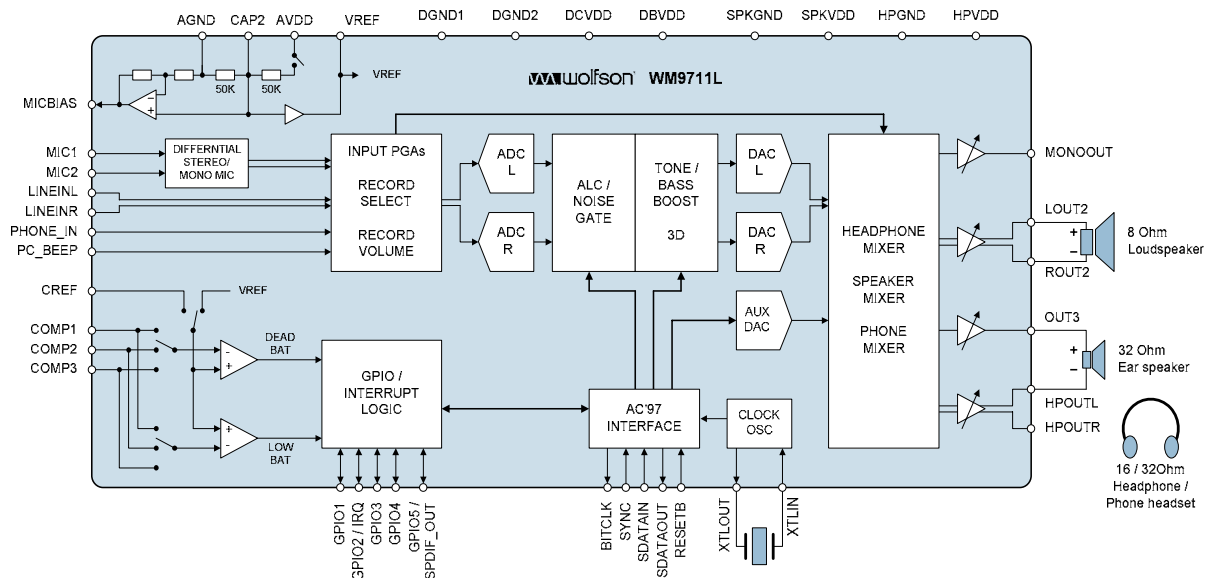 AGND CAP2 AVDD VREF DGND1 DGND2 DCVDD DBVDD SPKGND SPKVDD HPGND HPVDD
VREF
wolfson WM9711L
50K 50K
MICBIAS
MIC1
MIC2
LINEINL
LINEINR
PHONE_IN
PC_BEEP
DIFFERNTIAL
STEREO/
MONO MIC
INPUT PGAs
RECORD
SELECT
RECORD
VOLUME
ADC
L
ADC
R
ALC /
NOISE
GATE
TONE /
BASS
BOOST
3D
DAC
L
DAC
R
AUX
DAC
HEADPHONE
MIXER
SPEAKER
MIXER
PHONE
MIXER
MONOOUT
LOUT2
+
−
ROUT2
8 Ohm
Loudspeaker
OUT3
+
−
32 Ohm
Ear speaker
HPOUTL
HPOUTR
16 / 32Ohm
Headphone /
Phone headset
CREF
VREF
COMP1
COMP2
COMP3
DEAD
BAT
LOW
BAT
-
+
+
-
−
+
GPIO /
INTERRUPT
LOGIC
AC'97
INTERFACE
CLOCK
OSC
GPIO1
GPIO2 / IRQ
GPIO3
GPIO4
GPIO5 /
SPDIF_OUT
BITCLK
SYNC
SDATAIN
SDATAOUT
RESETB
XTLOUT
XTLIN